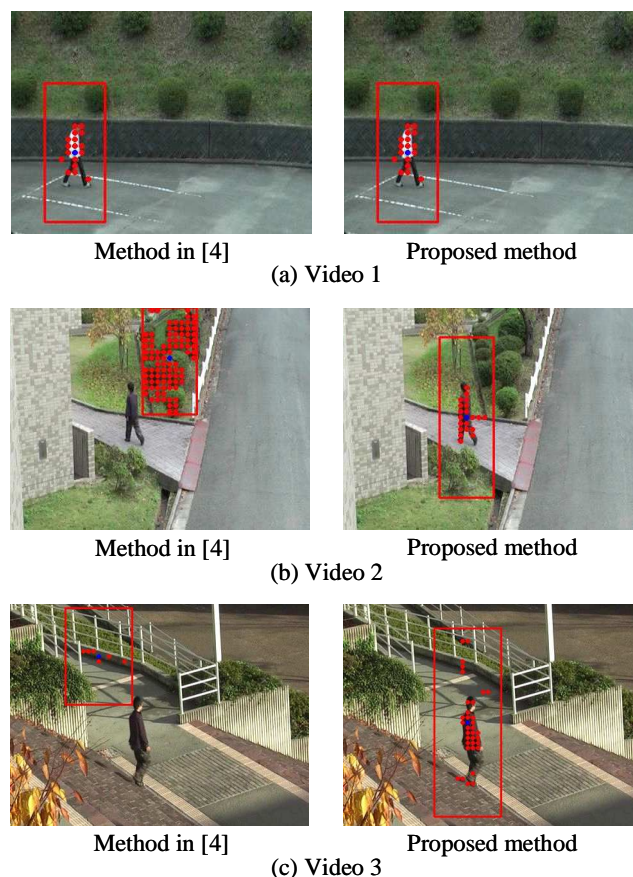 Method in [4]
Proposed method
(a) Video 1
Method in [4]
Proposed method
(b) Video 2
Method in [4]
Proposed method
(c) Video 3